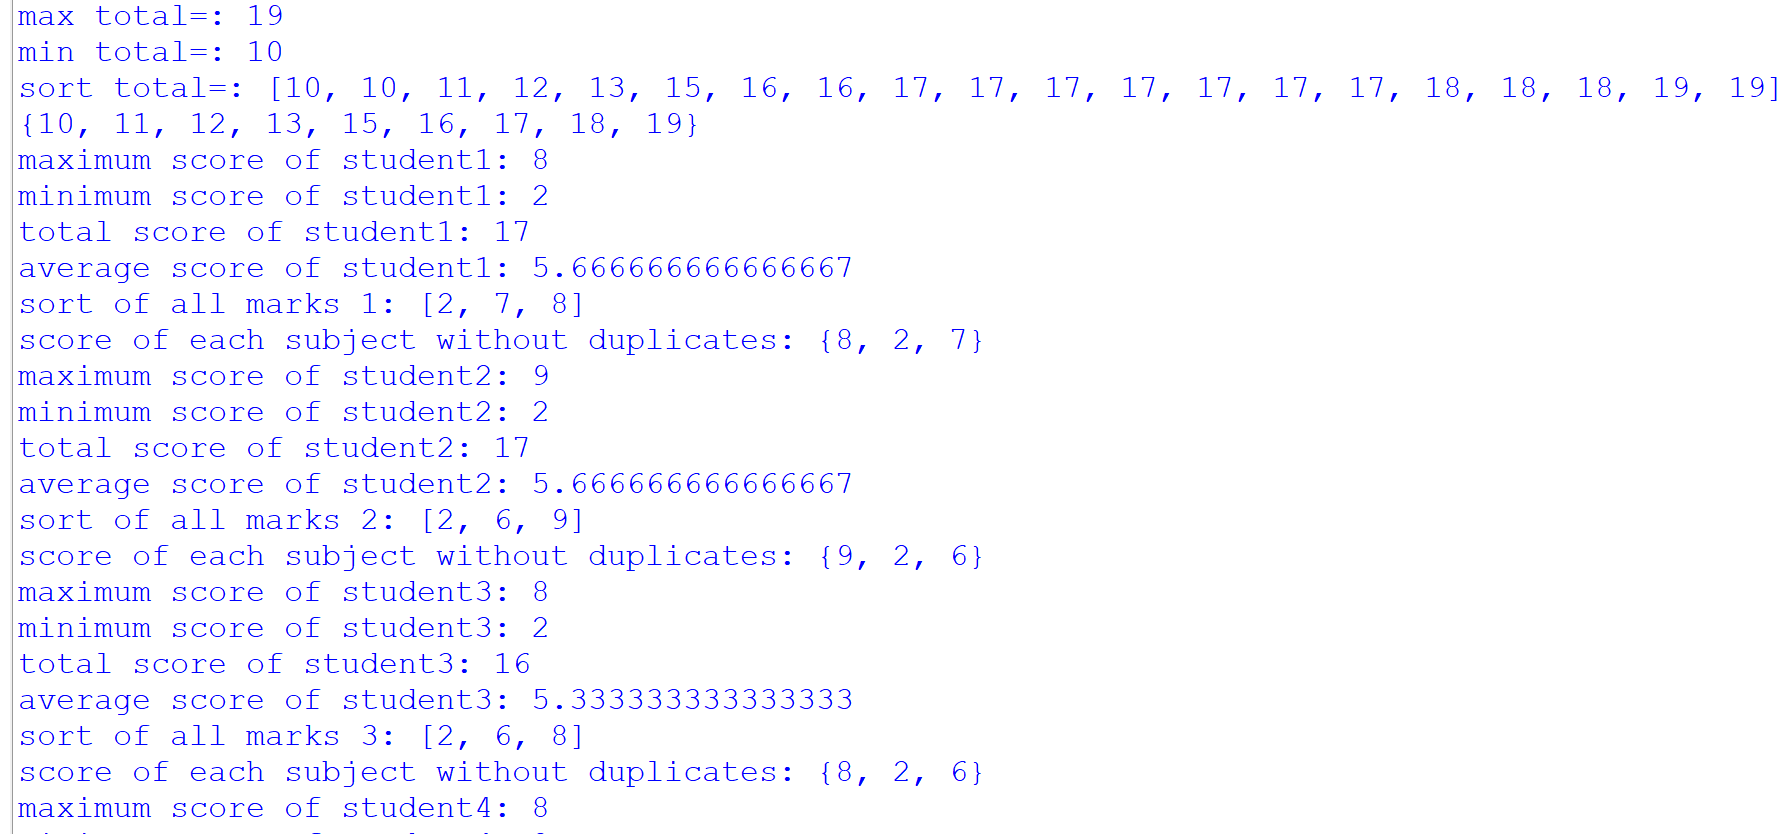 max total=: 19
min total=: 10
sort total=: [10, 10, 11, 12, 13, 15, 16, 16, 17, 17, 17, 17, 17, 17, 17, 18, 18, 18, 19, 19]
{10, 11, 12, 13, 15, 16, 17, 18, 19}
maximum score of student1: 8
minimum score of student1: 2
total score of student1: 17
average score of student1: 5.666666666666667
sort of all marks 1: [2, 7, 8]
score of each subject without duplicates: {8, 2, 7}
maximum score of student2: 9
minimum score of student2: 2
total score of student2: 17
average score of student2: 5.666666666666667
sort of all marks 2: [2, 6, 9]
score of each subject without duplicates: {9, 2, 6}
maximum score of student3: 8
minimum score of student3: 2
total score of student3: 16
average score of student3: 5.333333333333333
sort of all marks 3: [2, 6, 8]
score of each subject without duplicates: {8, 2, 6}
maximum score of student4: 8